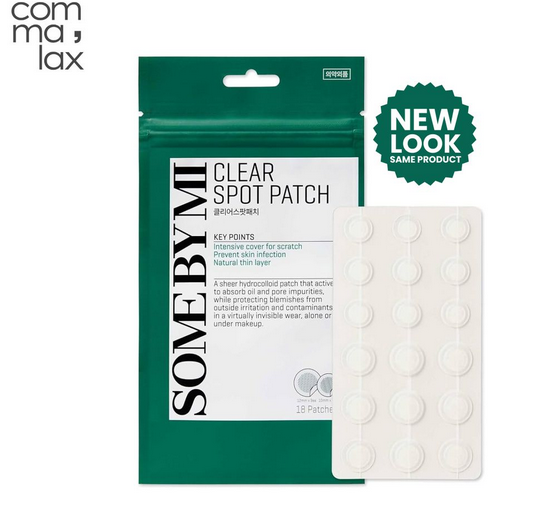 com
ma,
lax
의약외품
NEW
LOOK
SAME PRODUCT
SOME BY MI
CLEAR
SPOT PATCH
클리어스팟패치
KEY POINTS
Intensive cover for scratch
Prevent skin infection
Natural thin layer
A sheer hydrocolloid patch that active
to absorb oil and pore impurities,
while protecting blemishes from
outside irritation and contaminants
in a virtually invisible wear, alone or
under makeup.
18 Patche